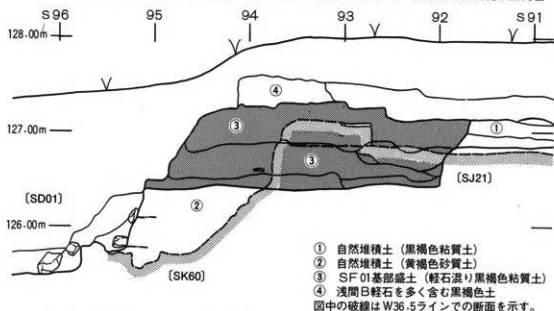 S96 95 94 93 92 S91
128.00m
④
127.00m
③
①
③
〔SJ21〕
〔SD01〕
②
126.00m
〔SK60〕
① 自然堆積土（黒褐色粘質土）
② 自然堆積土（黄褐色砂質土）
③ SF01基部盛土（軽石混り黒褐色粘質土）
④ 浅間B軽石を多く含む黒褐色土
図中の破線はW36.5ラインでの断面を示す。